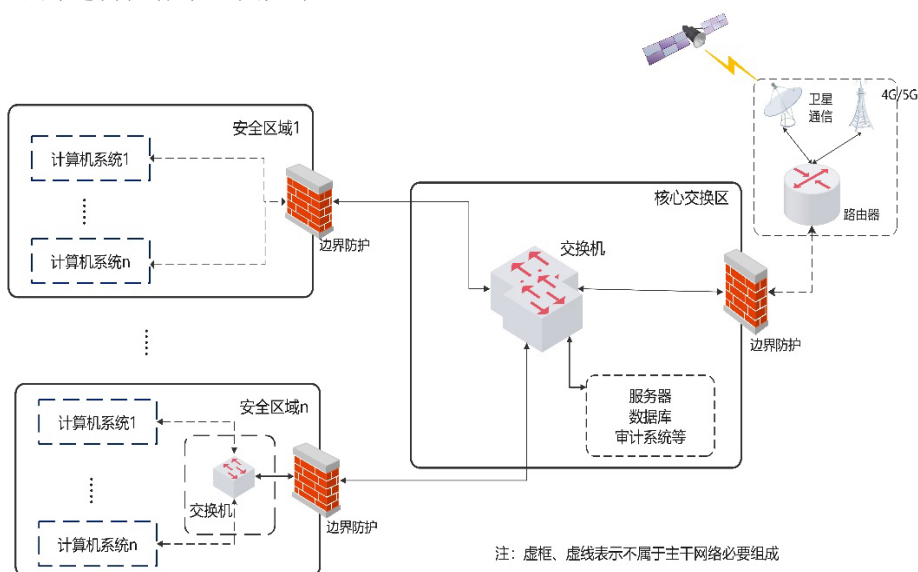 卫星
通信
4G/5G
路由器
安全区域1
计算机系统1
计算机系统n
边界防护
核心交换区
交换机
边界防护
服务器
数据库
审计系统等
安全区域n
计算机系统1
交换机
计算机系统n
边界防护
注：虚框、虚线表示不属于主干网络必要组成